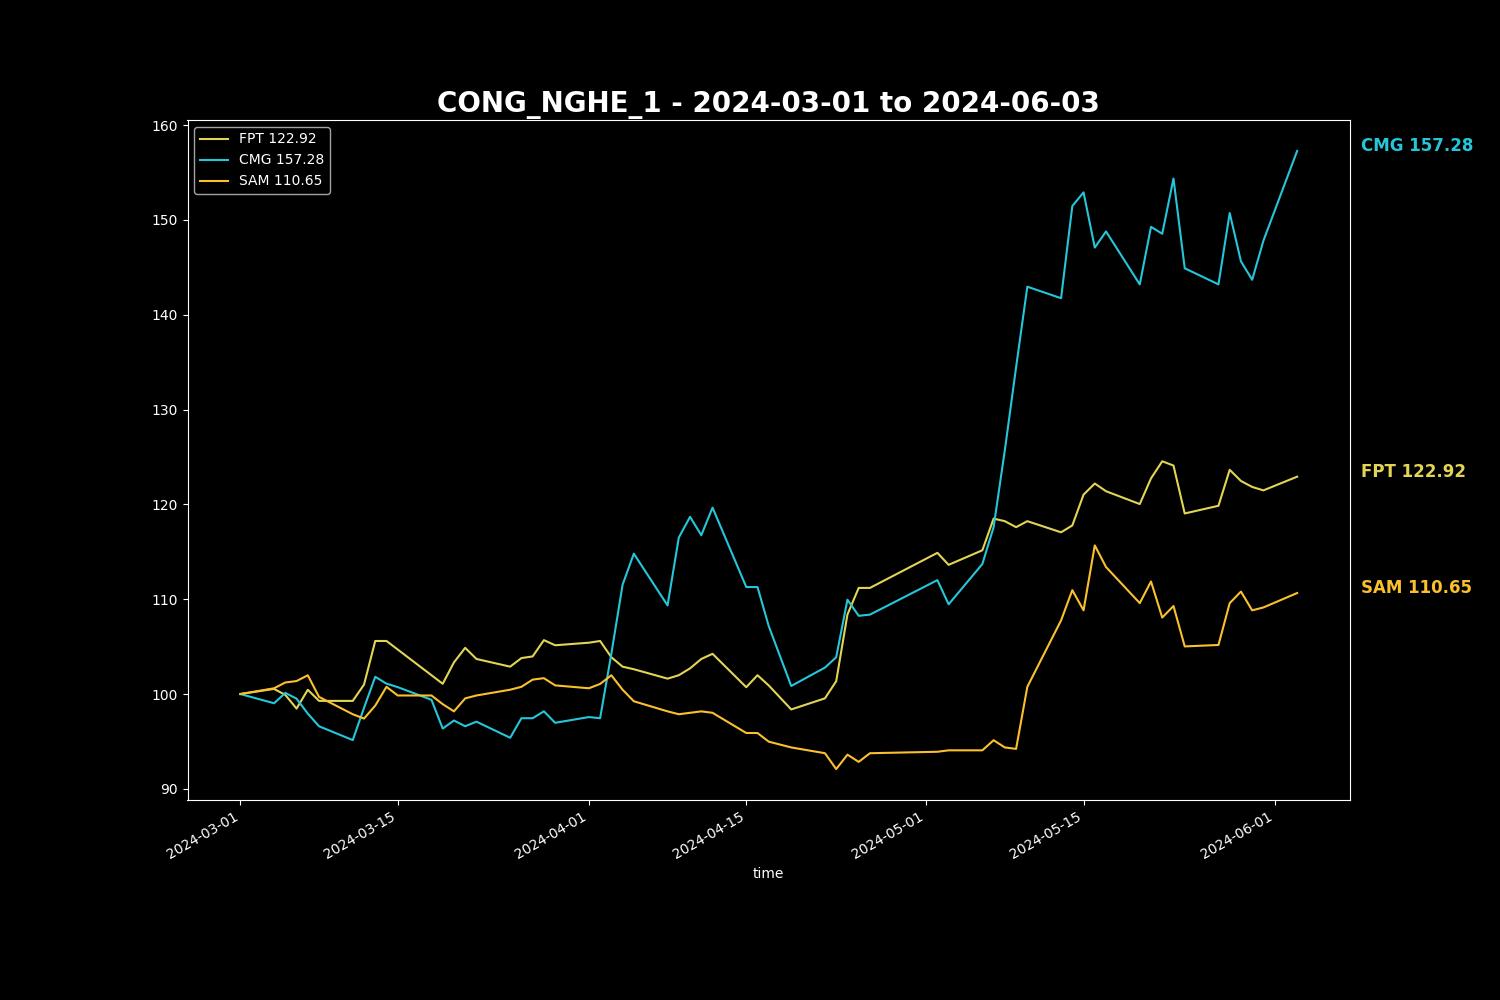 CONG_NGHE_1 - 2024-03-01 to 2024-06-03
FPT 122.92
CMG 157.28
SAM 110.65
160
150
140
130
120
110
100
90
CMG 157.28
FPT 122.92
SAM 110.65
2024-03-01
2024-03-15
2024-04-01
2024-04-15
2024-05-01
2024-05-15
2024-06-01
time